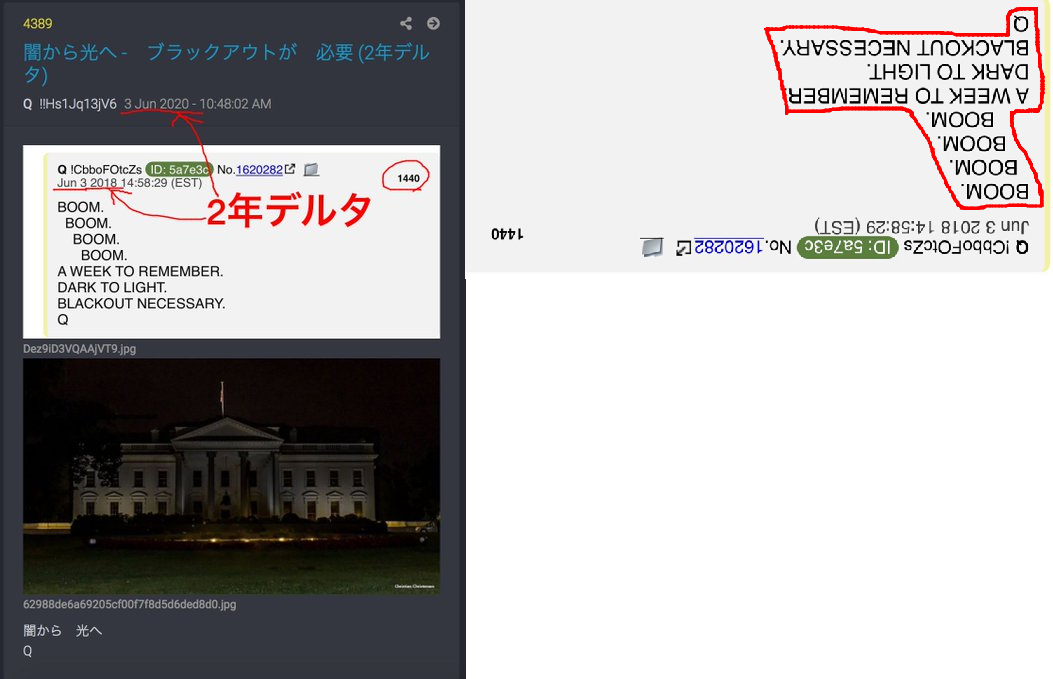 4389
闇から光へ -　ブラックアウトが　必要 (2年デル
タ)
Q !!Hs1Jq13jV6 3 Jun 2020 - 10:48:02 AM
Q !CbboFOtcZs ID: 5a7e3c No.1620282
1440
Jun 3 2018 14:58:29 (EST)
2年デルタ
BOOM.
BOOM.
BOOM.
BOOM.
A WEEK TO REMEMBER.
DARK TO LIGHT.
BLACKOUT NECESSARY.
Q
Dez9iD3VQAAjVT9.jpg
Christian Christensen
62988de6a69205cf00f7f8d5d6ded8d0.jpg
闇から　光へ
Q
Q !CbboFOtcZs ID: 5a7e3c No.1620282
Jun 3 2018 14:58:29 (EST)
1440
BOOM.
BOOM.
BOOM.
BOOM.
A WEEK TO REMEMBER.
DARK TO LIGHT.
BLACKOUT NECESSARY.
Q